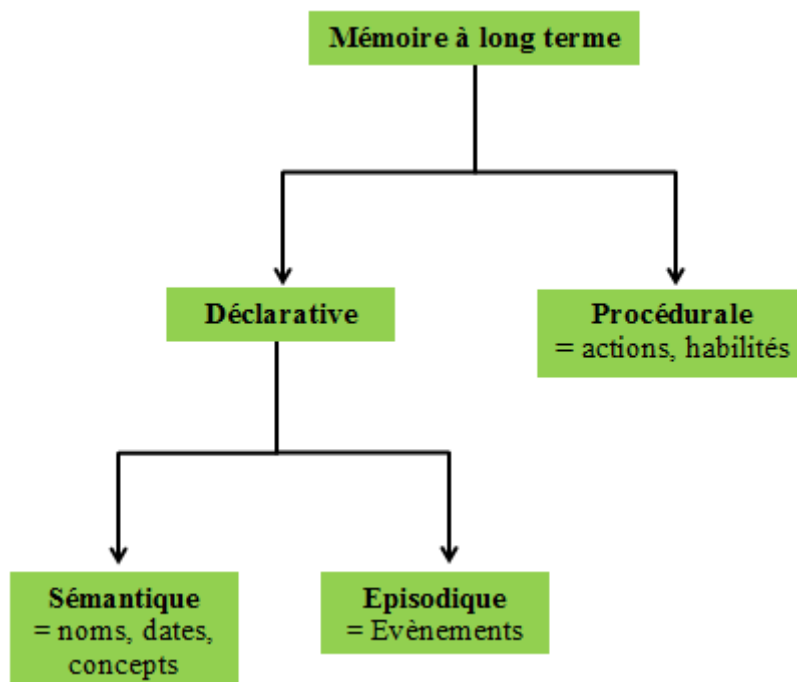 Mémoire à long terme
Déclarative
Procédurale
= actions, habilités
Sémantique
= noms, dates,
concepts
Episodique
= Evènements